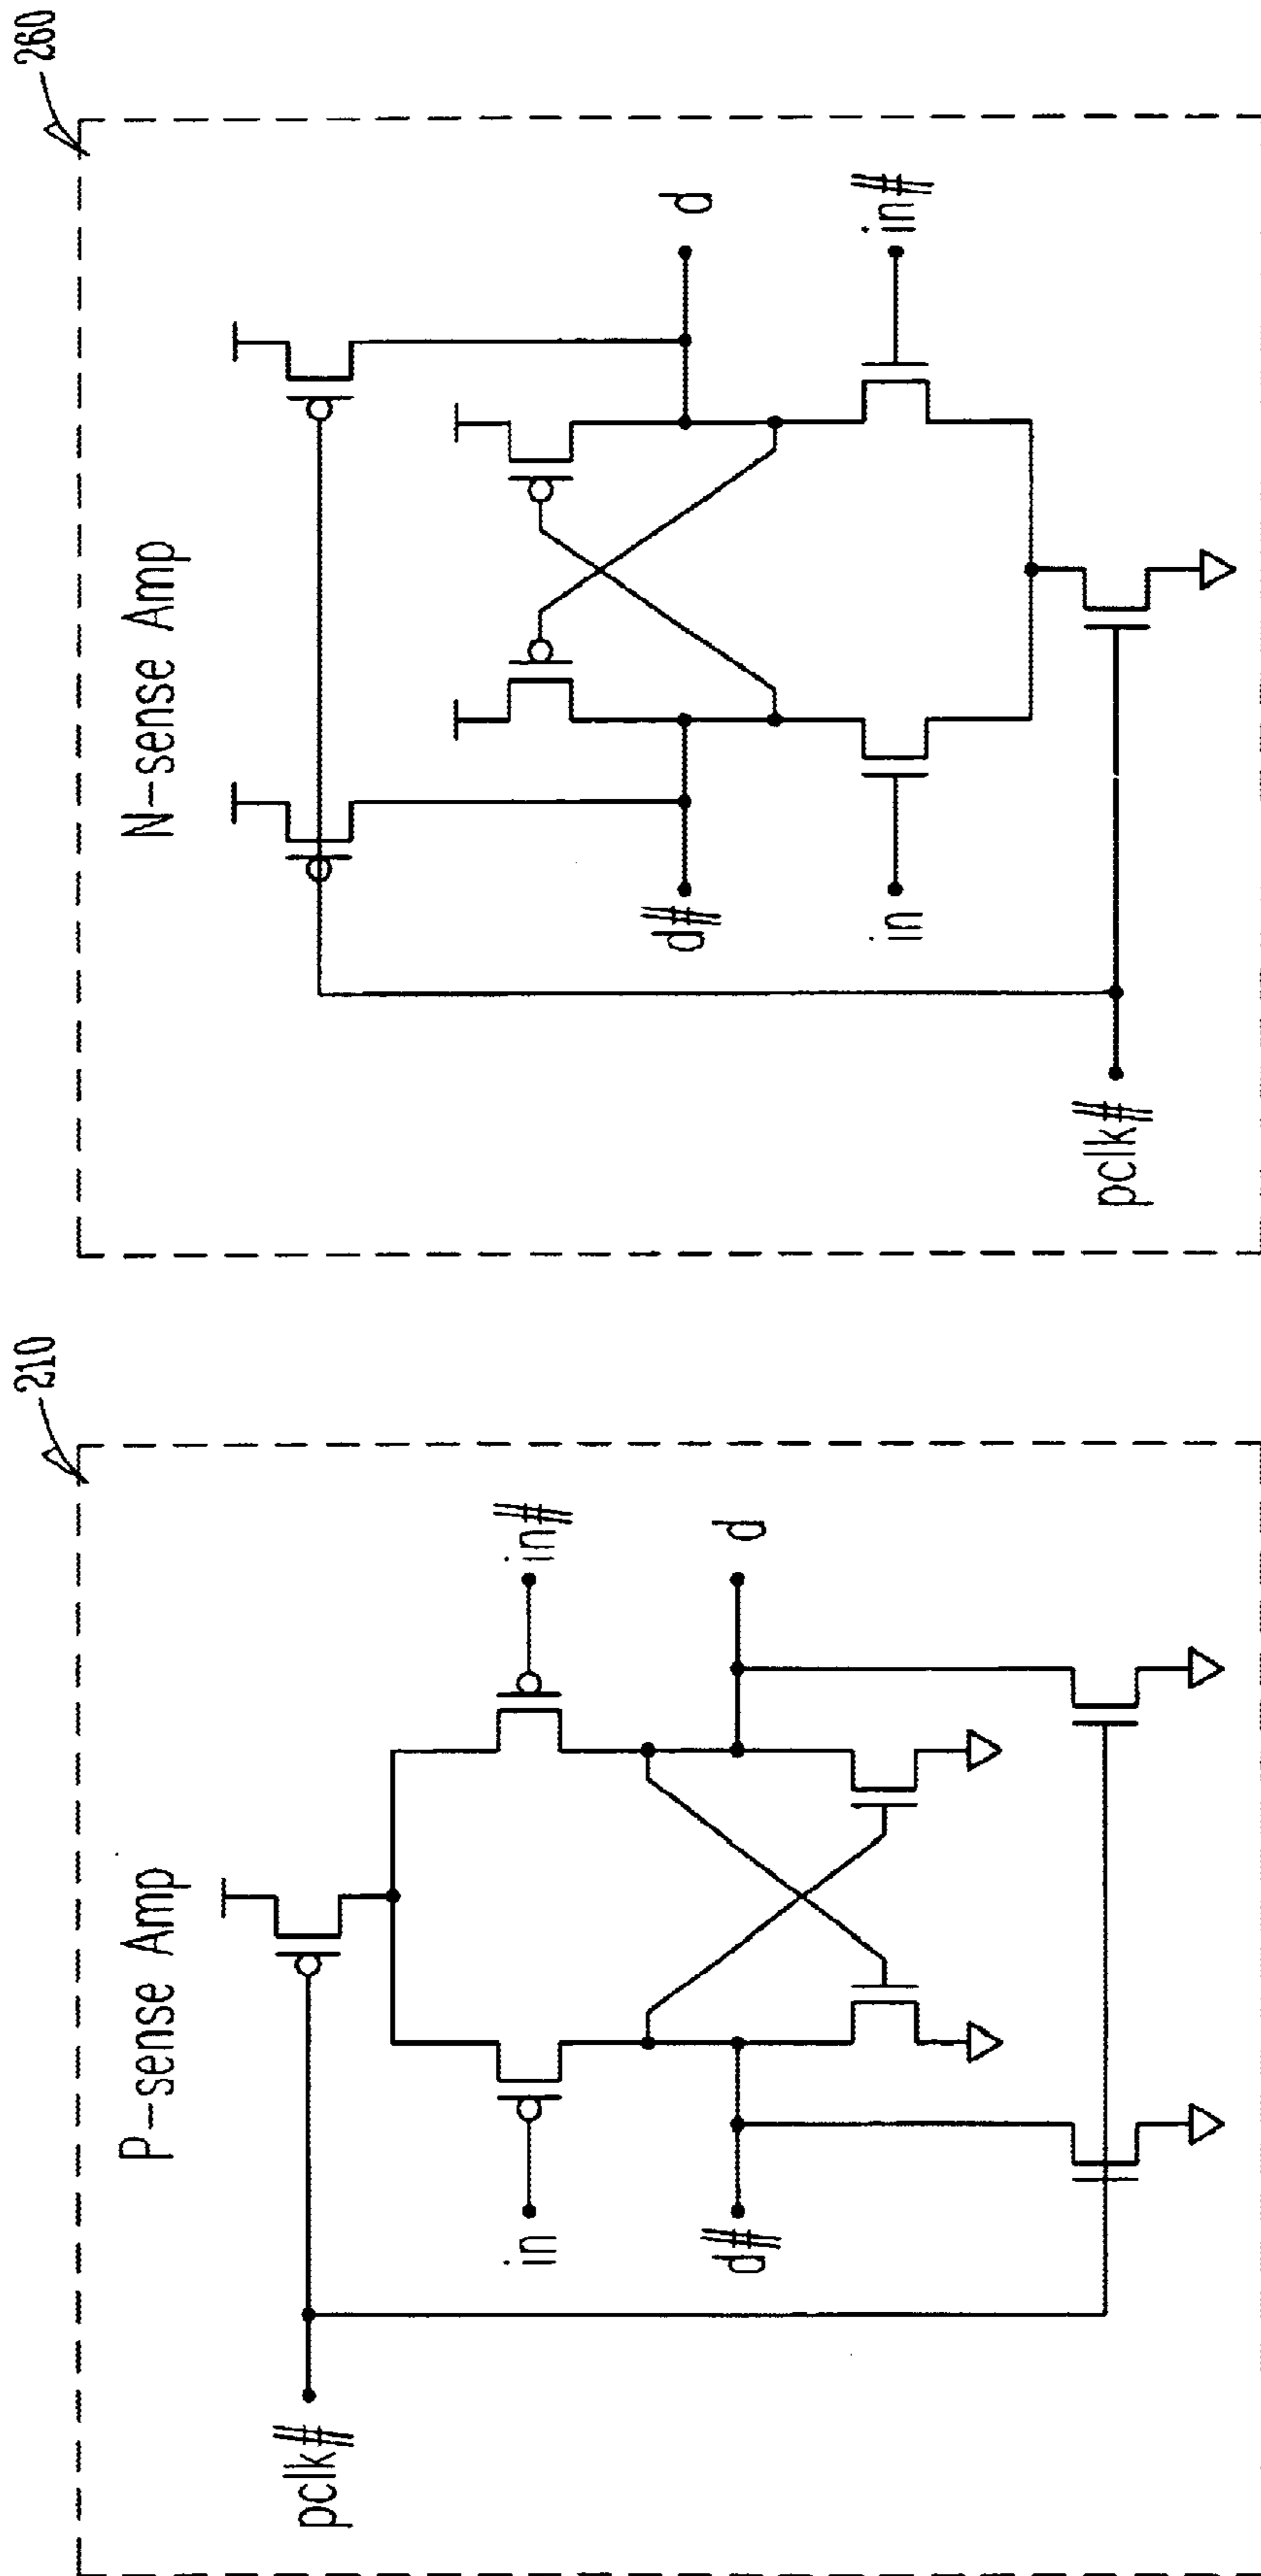 210
P-sense Amp
pclk#
in
in#
d#
d
260
N-sense Amp
d#
d
in
in#
pclk#